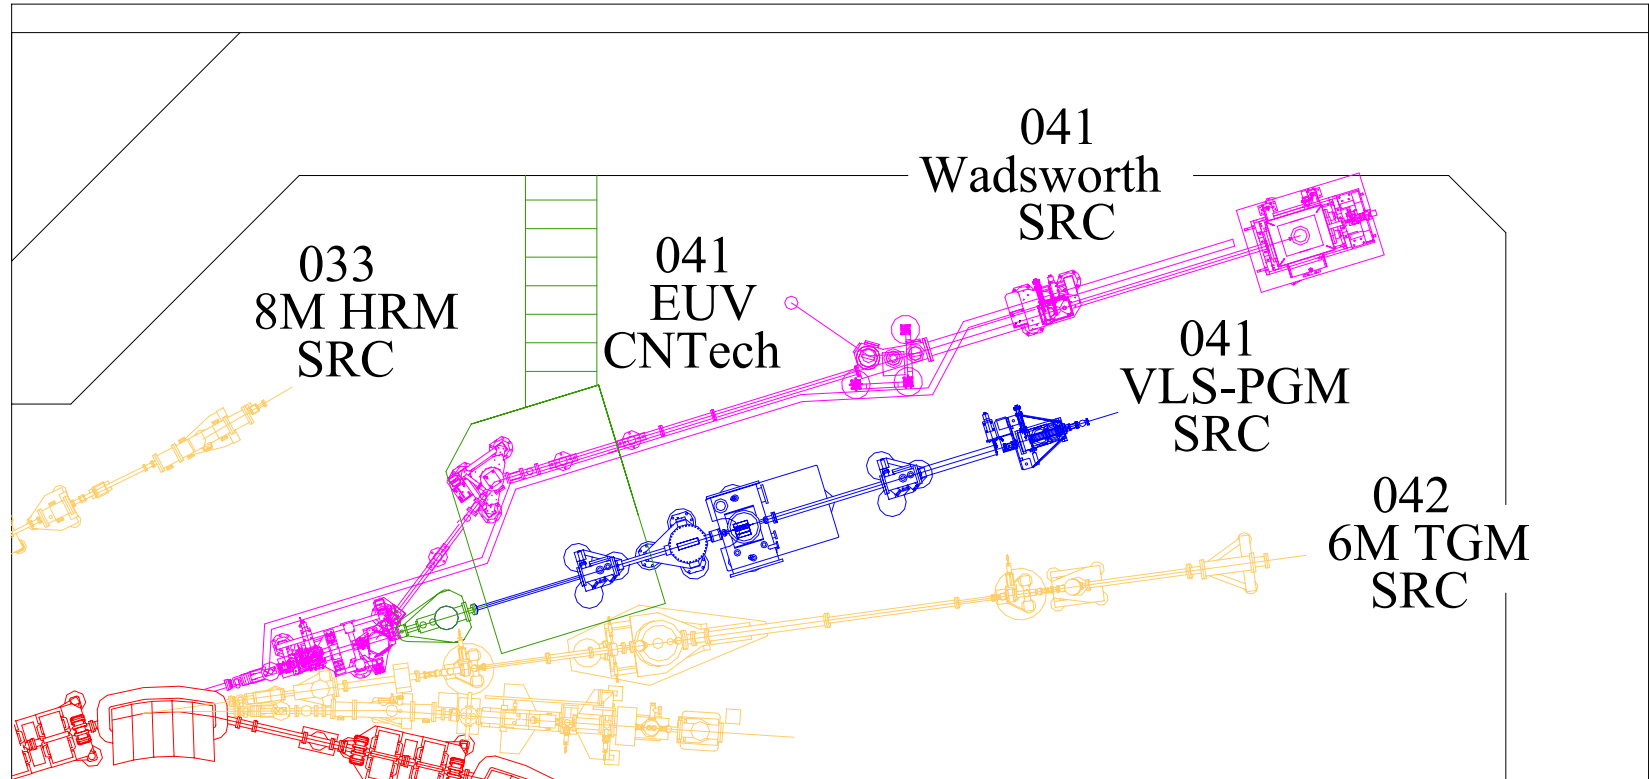 041
Wadsworth
SRC
033
8M HRM
SRC
041
EUV
CNTech
041
VLS-PGM
SRC
042
6M TGM
SRC